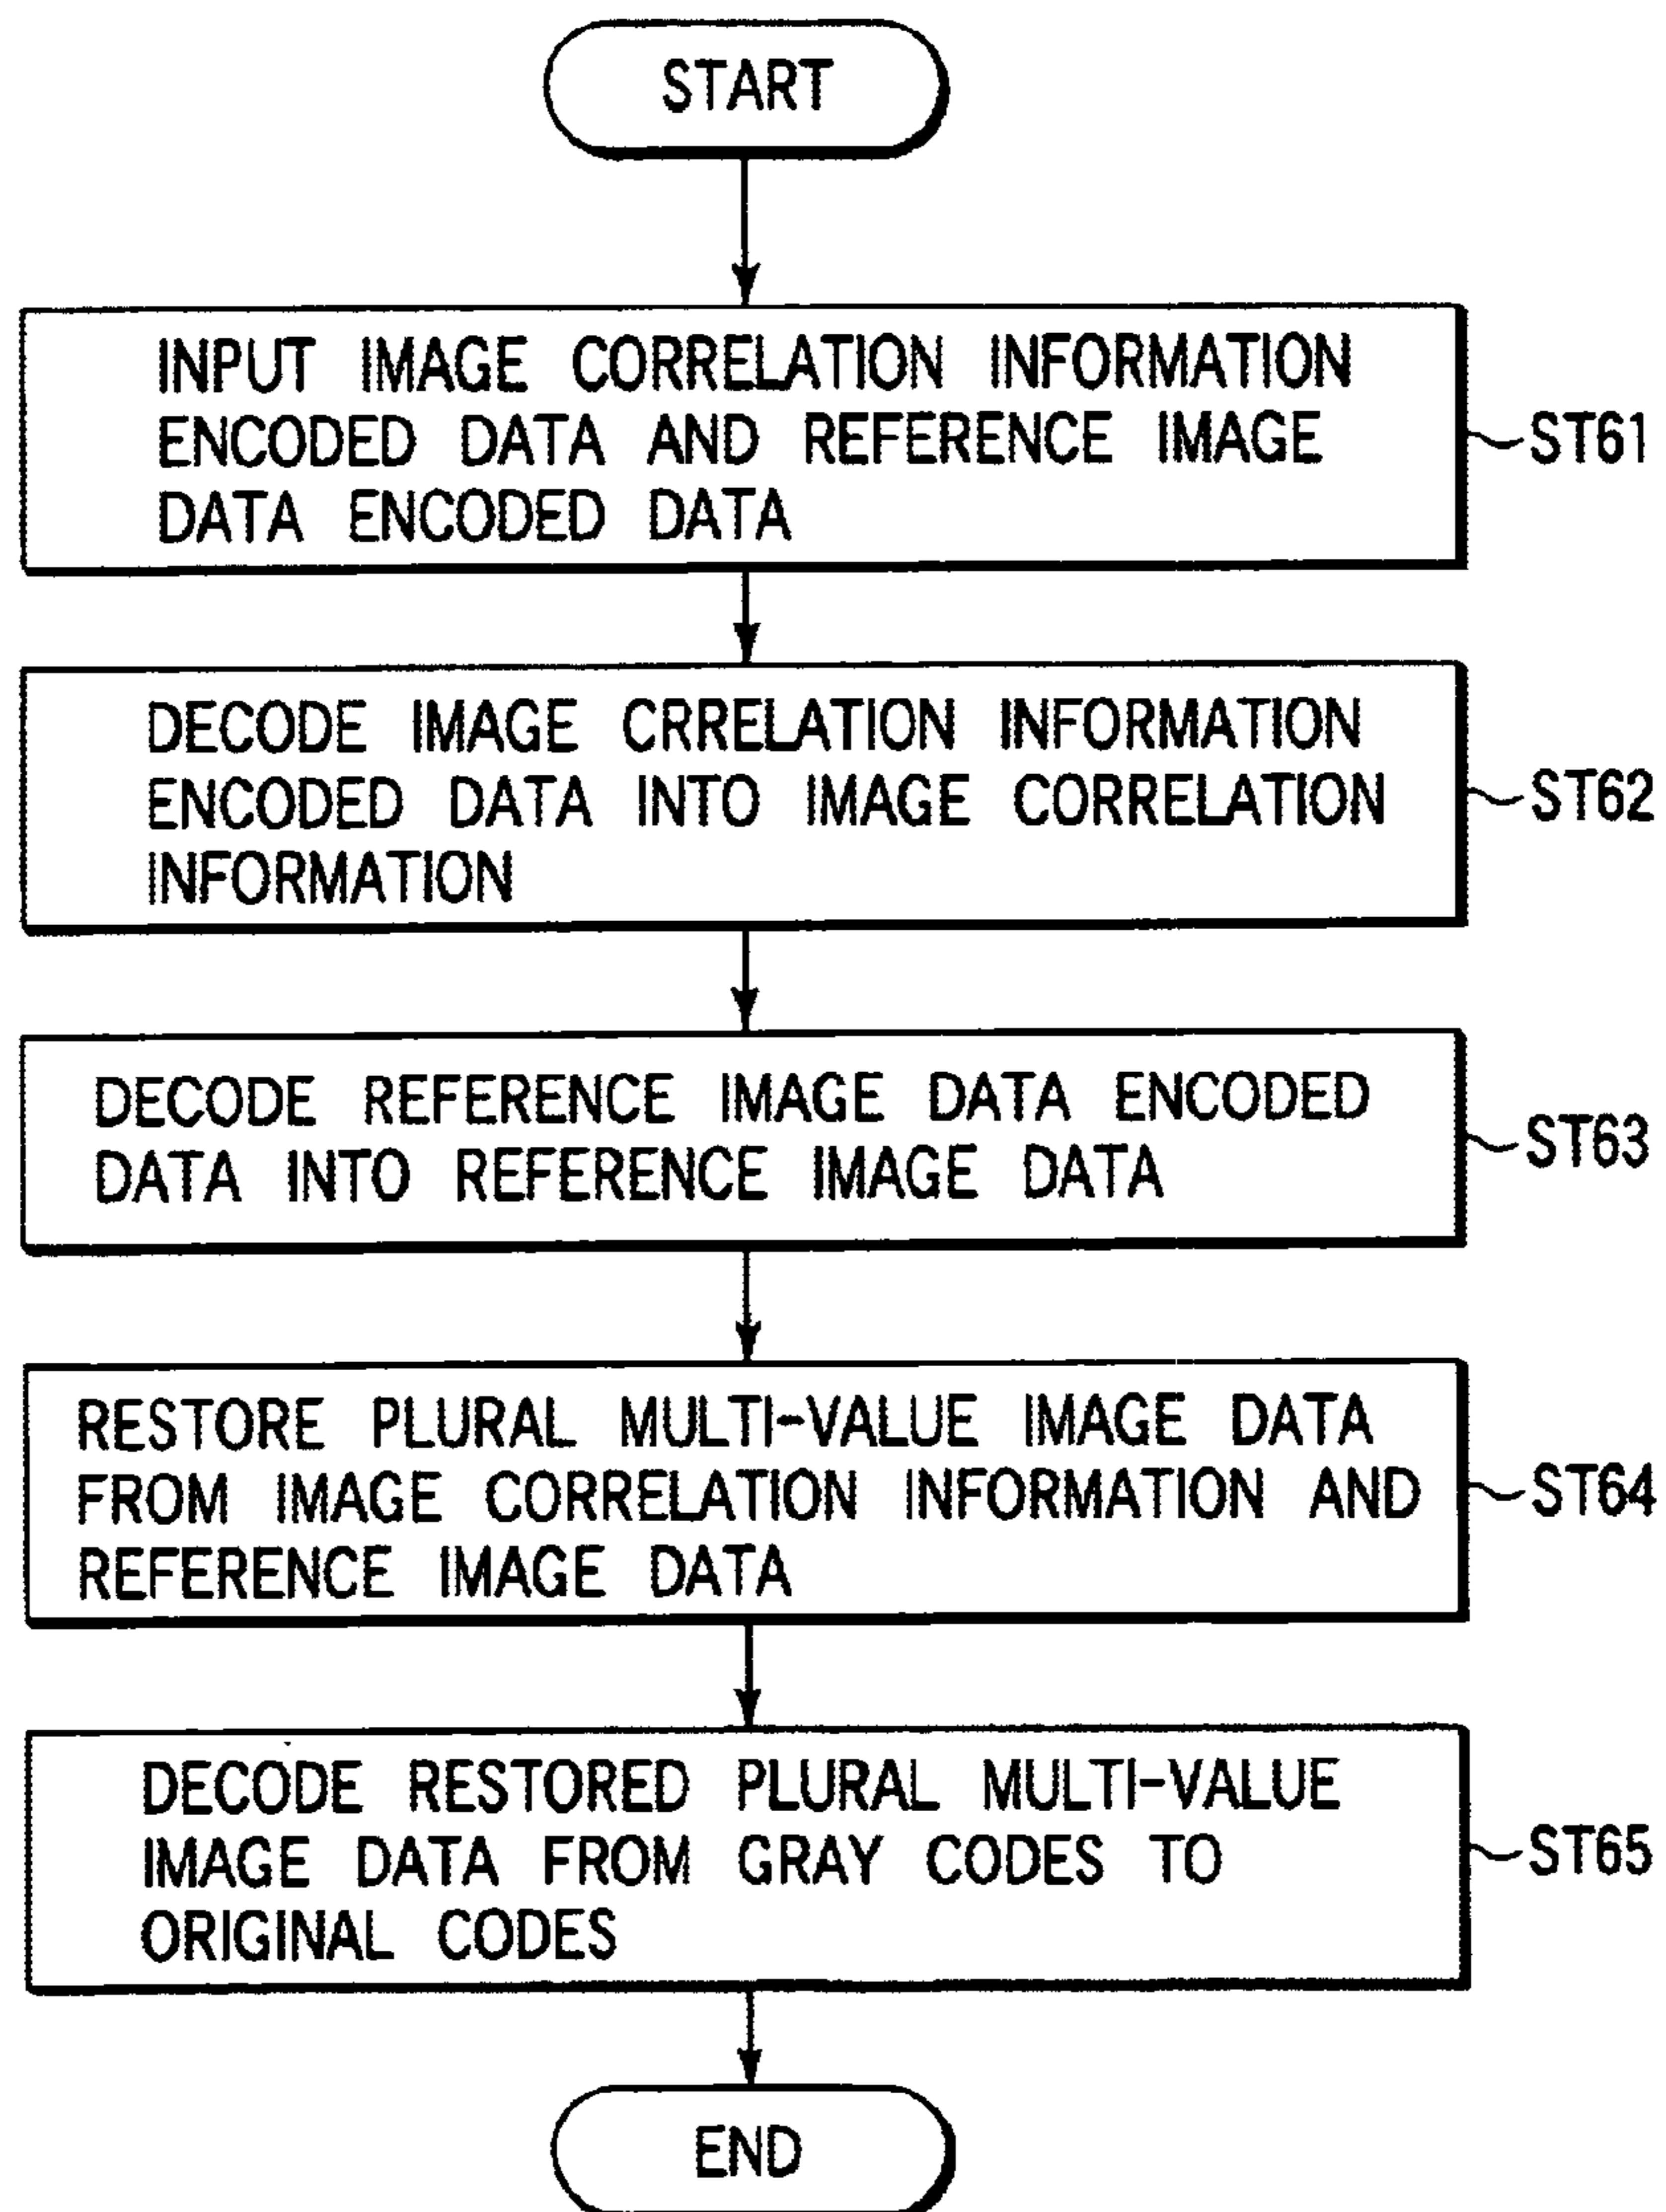 START
INPUT IMAGE CORRELATION INFORMATION
ENCODED DATA AND REFERENCE IMAGE
DATA ENCODED DATA
ST61
DECODE IMAGE CRRELATION INFORMATION
ENCODED DATA INTO IMAGE CORRELATION
INFORMATION
ST62
DECODE REFERENCE IMAGE DATA ENCODED
DATA INTO REFERENCE IMAGE DATA
ST63
RESTORE PLURAL MULTI-VALUE IMAGE DATA
FROM IMAGE CORRELATION INFORMATION AND
REFERENCE IMAGE DATA
ST64
DECODE RESTORED PLURAL MULTI-VALUE
IMAGE DATA FROM GRAY CODES TO
ORIGINAL CODES
ST65
END